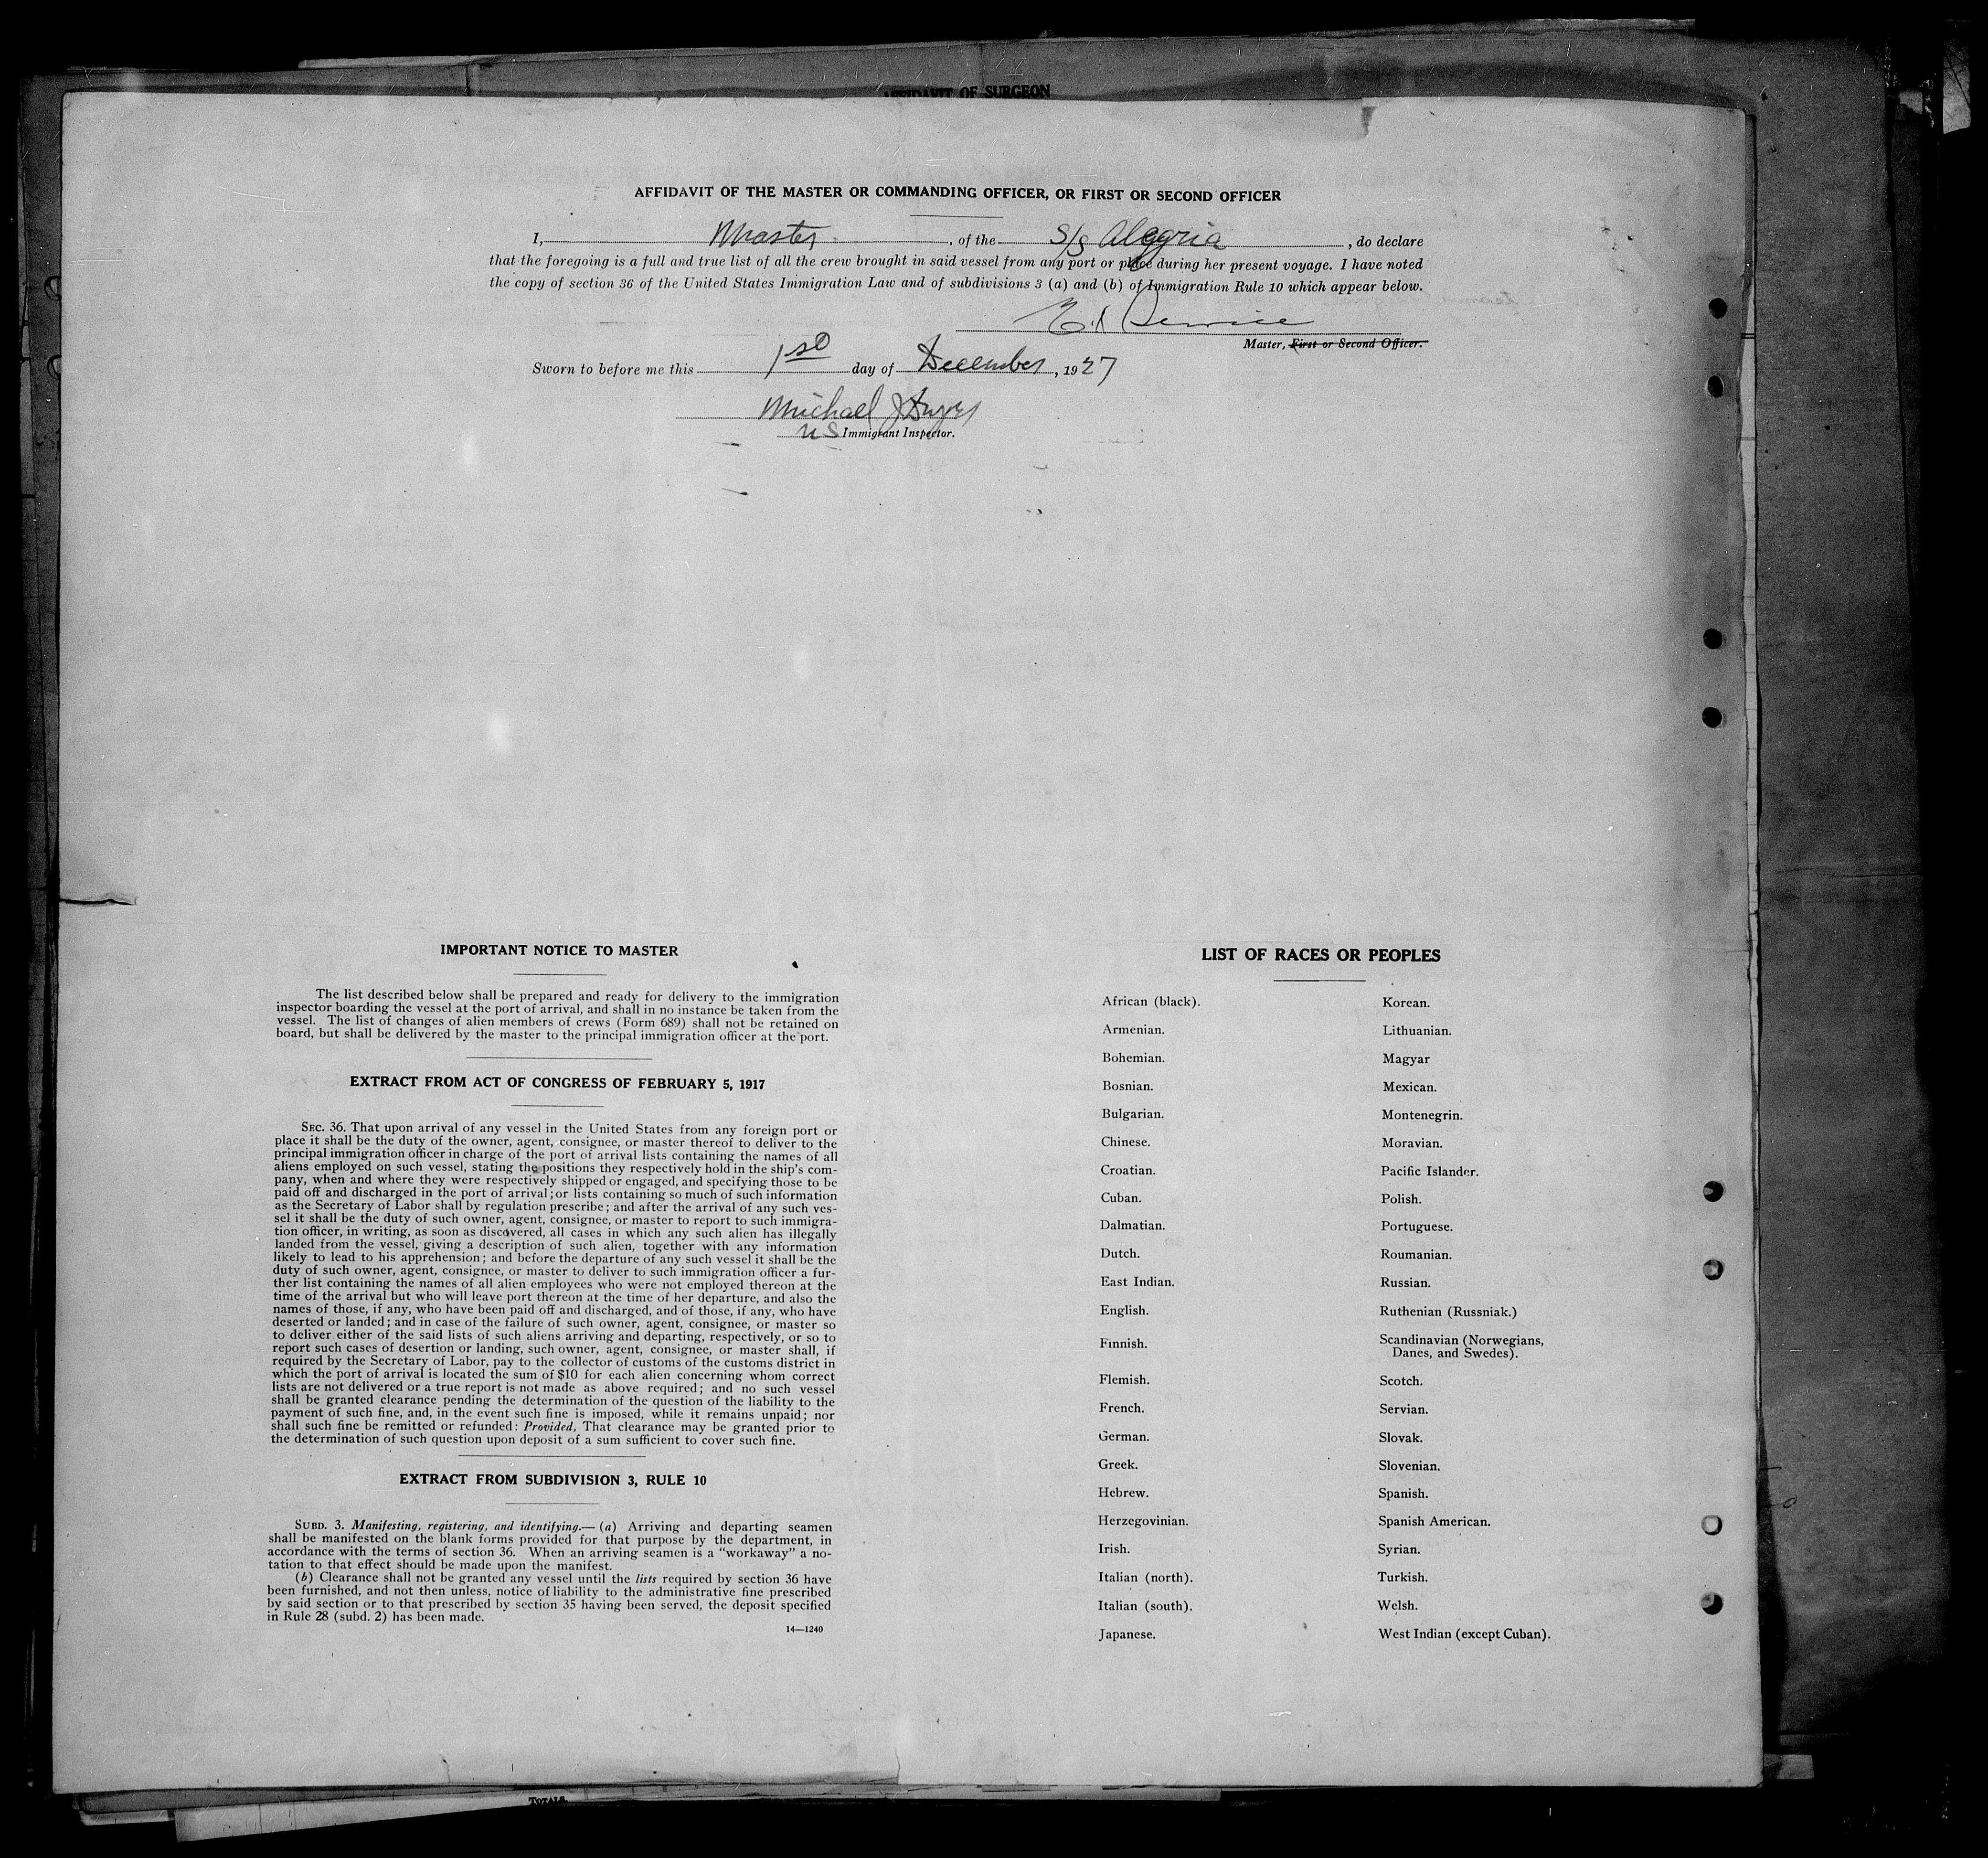 AFFIDAVIT OF SURGEON
AFFIDAVIT OF THE MASTER OR COMMANDING OFFICER, OR FIRST OR SECOND OFFICER
I, Master, of the S/S Alegria, do declare
that the foregoing is a full and true list of all the crew brought in said vessel from any port or place during her present voyage. I have noted
the copy of section 36 of the United States Immigration Law and of subdivisions 3 (a) and (b) of Immigration Rule 10 which appear below.
Master, First or Second Officer.
Sworn to before me this 1st day of December, 1927
Michael J
US Immigrant Inspector.
IMPORTANT NOTICE TO MASTER
The list described below shall be prepared and ready for delivery to the immigration
inspector boarding the vessel at the port of arrival, and shall in no instance be taken from the
vessel. The list of changes of alien members of crews (Form 689) shall not be retained on
board, but shall be delivered by the master to the principal immigration officer at the port.
EXTRACT FROM ACT OF CONGRESS OF FEBRUARY 5, 1917
SEC. 36. That upon arrival of any vessel in the United States from any foreign port or
place it shall be the duty of the owner, agent, consignee, or master thereof to deliver to the
principal immigration officer in charge of the port of arrival lists containing the names of all
aliens employed on such vessel, stating the positions they respectively hold in the ship's com-
pany, when and where they were respectively shipped or engaged, and specifying those to be
paid off and discharged in the port of arrival; or lists containing so much of such information
as the Secretary of Labor shall by regulation prescribe; and after the arrival of any such ves-
sel it shall be the duty of such owner, agent, consignee, or master to report to such immigra-
tion officer, in writing, as soon as discovered, all cases in which any such alien has illegally
landed from the vessel, giving a description of such alien, together with any information
likely to lead to his apprehension; and before the departure of any such vessel it shall be the
duty of such owner, agent, consignee, or master to deliver to such immigration officer a fur-
ther list containing the names of all alien employees who were not employed thereon at the
time of the arrival but who will leave port thereon at the time of her departure, and also the
names of those, if any, who have been paid off and discharged, and of those, if any, who have
deserted or landed; and in case of the failure of such owner, agent, consignee, or master so
to deliver either of the said lists of such aliens arriving and departing, respectively, or so to
report such cases of desertion or landing, such owner, agent, consignee, or master shall, if
required by the Secretary of Labor, pay to the collector of customs of the customs district in
which the port of arrival is located the sum of $10 for each alien concerning whom correct
lists are not delivered or a true report is not made as above required; and no such vessel
shall be granted clearance pending the determination of the question of the liability to the
payment of such fine, and, in the event such fine is imposed, while it remains unpaid; nor
shall such fine be remitted or refunded: Provided, That clearance may be granted prior to
the determination of such question upon deposit of a sum sufficient to cover such fine.
EXTRACT FROM SUBDIVISION 3, RULE 10
SUBD. 3. Manifesting, registering, and identifying.—(a) Arriving and departing seamen
shall be manifested on the blank forms provided for that purpose by the department, in
accordance with the terms of section 36. When an arriving seamen is a "workaway" a no-
tation to that effect should be made upon the manifest.
(b) Clearance shall not be granted any vessel until the lists required by section 36 have
been furnished, and not then unless, notice of liability to the administrative fine prescribed
by said section or to that prescribed by section 35 having been served, the deposit specified
in Rule 28 (subd. 2) has been made.
14—1240
LIST OF RACES OR PEOPLES
African (black).
Armenian.
Bohemian.
Bosnian.
Bulgarian.
Chinese.
Croatian.
Cuban.
Dalmatian.
Dutch.
East Indian.
English.
Finnish.
Flemish.
French.
German.
Greek.
Hebrew.
Herzegovinian.
Irish.
Italian (north).
Italian (south).
Japanese.
Korean.
Lithuanian.
Magyar
Mexican.
Montenegrin.
Moravian.
Pacific Islander.
Polish.
Portuguese.
Roumanian.
Russian.
Ruthenian (Russniak.)
Scandinavian (Norwegians,
Danes, and Swedes).
Scotch.
Servian.
Slovak.
Slovenian.
Spanish.
Spanish American.
Syrian.
Turkish.
Welsh.
West Indian (except Cuban).
TOTALS.